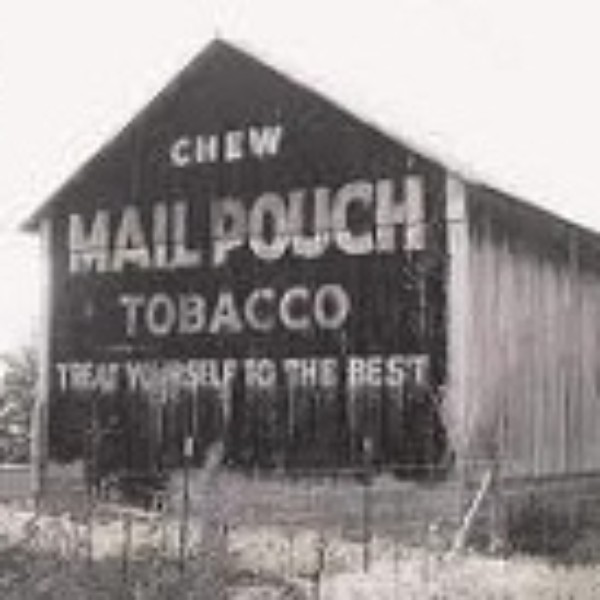 CHEW
MAIL POUCH
TOBACCO
TREAT YOURSELF TO THE BEST